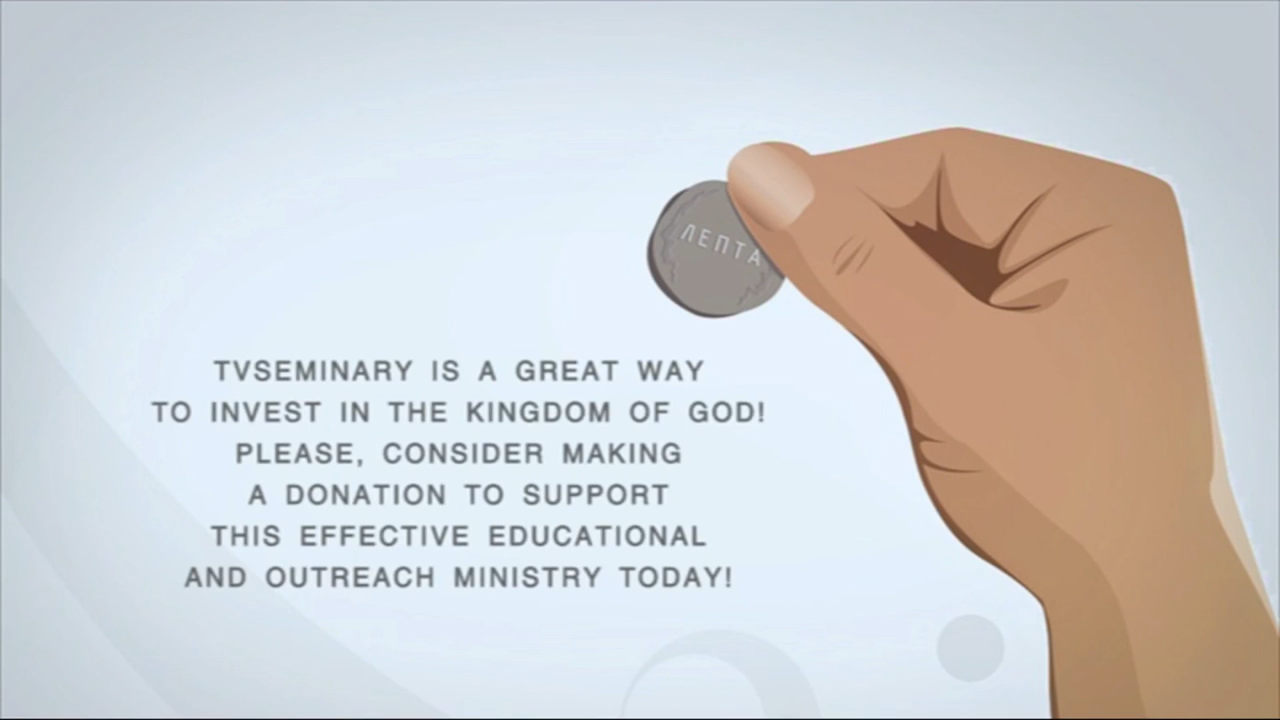 ΛΕΠΤΑ
TVSEMINARY IS A GREAT WAY
TO INVEST IN THE KINGDOM OF GOD!
PLEASE, CONSIDER MAKING
A DONATION TO SUPPORT
THIS EFFECTIVE EDUCATIONAL
AND OUTREACH MINISTRY TODAY!